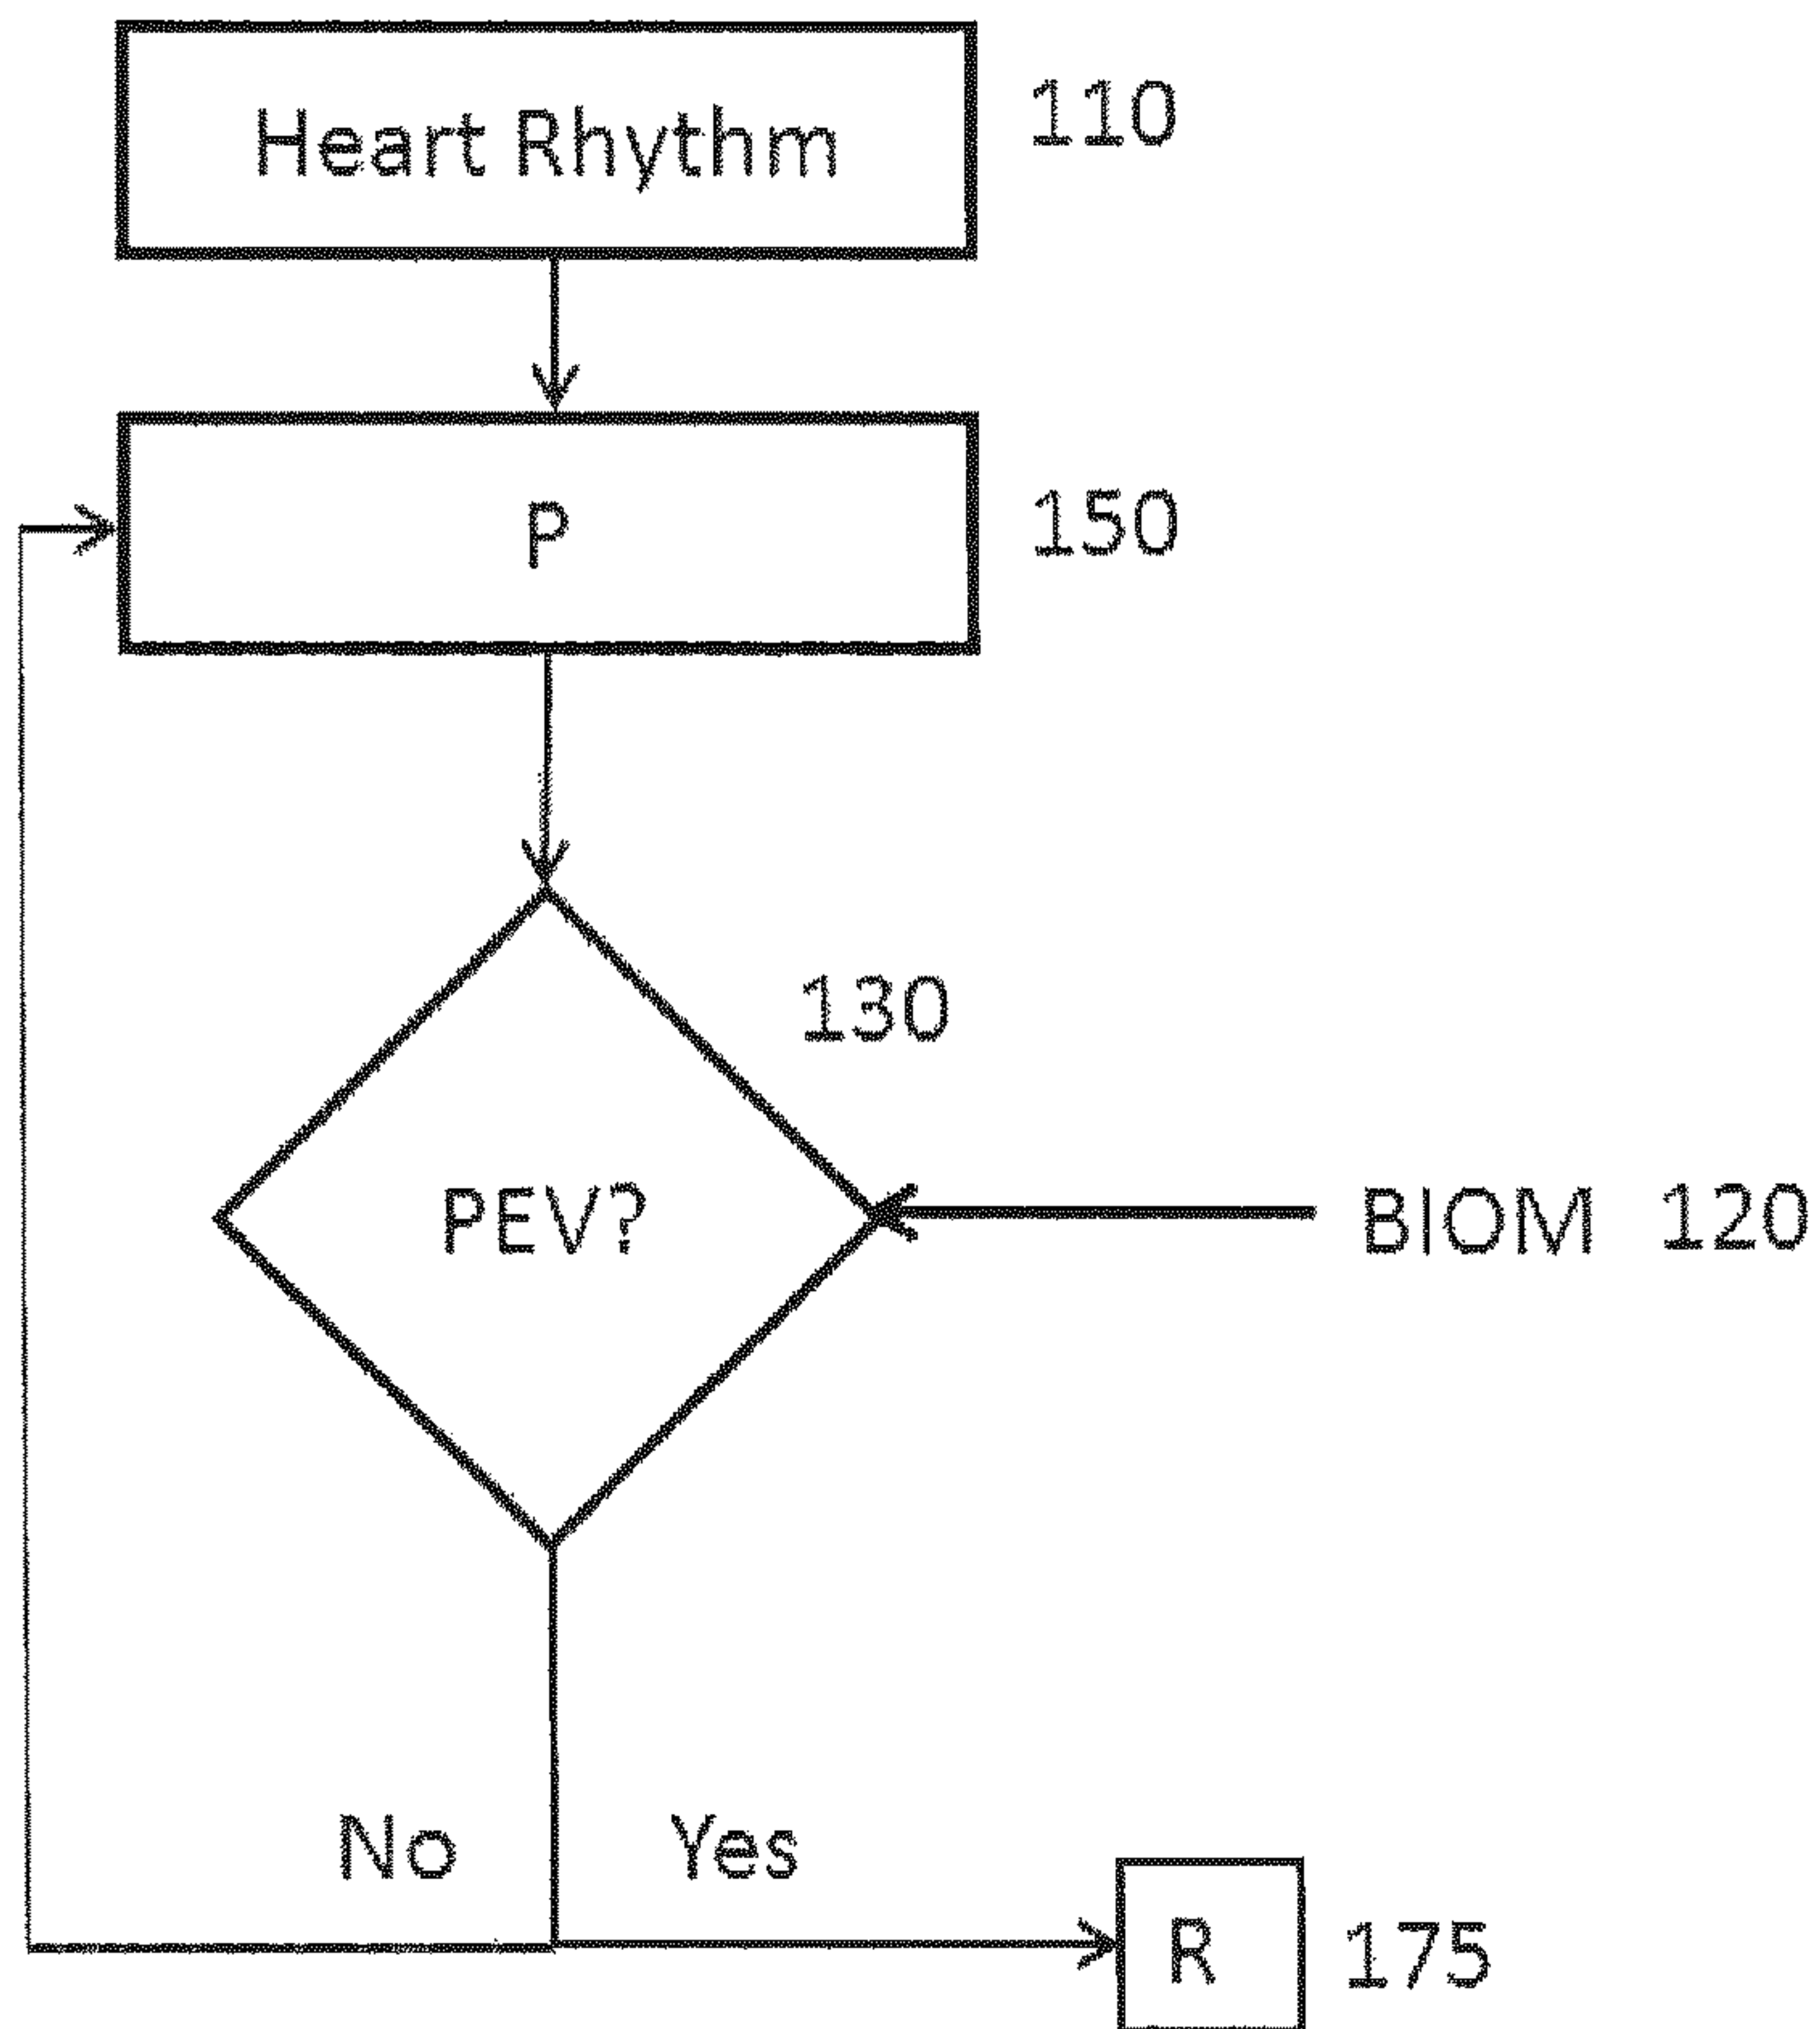 Heart Rhythm 110
P 150
130
PEV? BIOM 120
No Yes
R 175